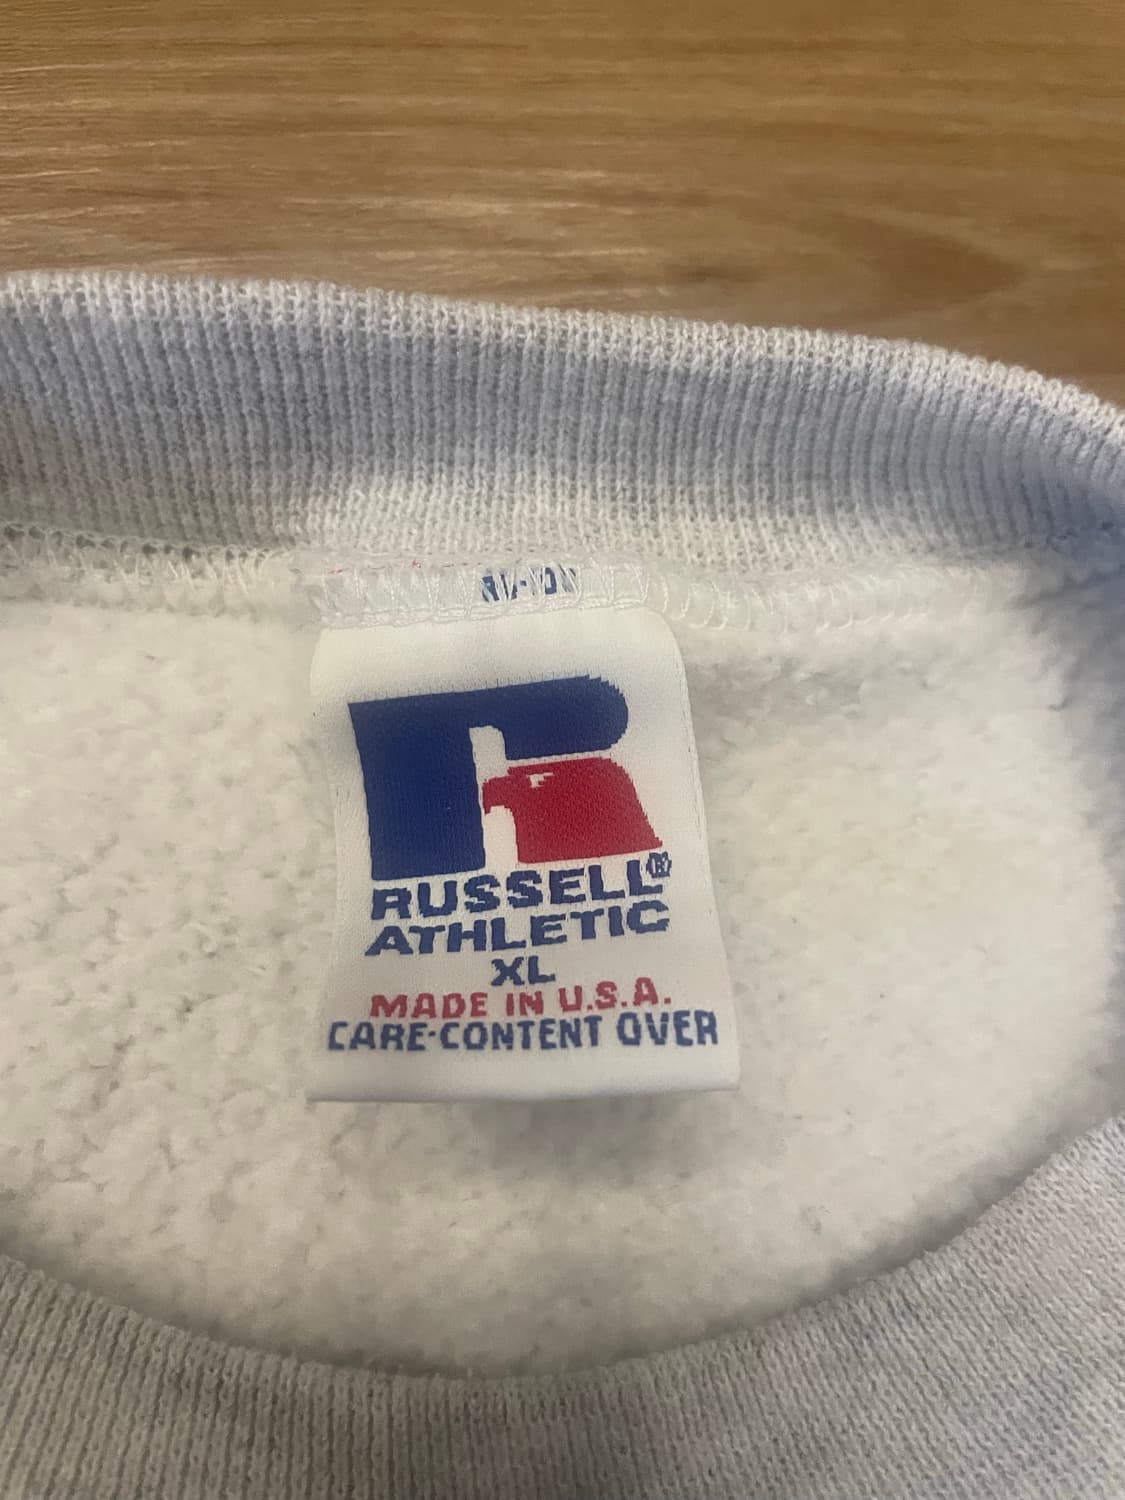 RUSSELL®
ATHLETIC
XL
MADE IN U.S.A.
CARE-CONTENT OVER